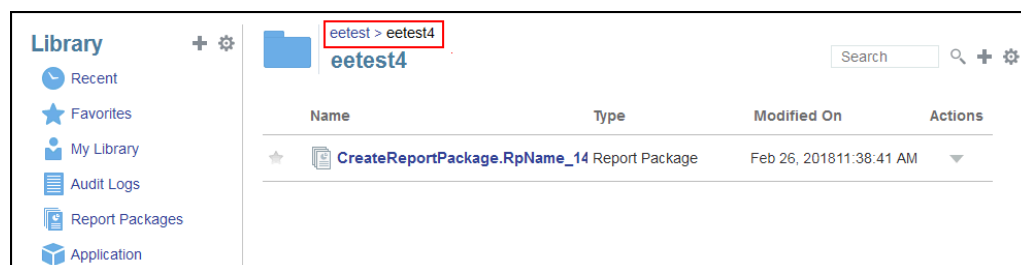 Library
Recent
Favorites
My Library
Audit Logs
Report Packages
Application
eetest > eetest4
eetest4
Search
Name Type Modified On Actions
CreateReportPackage.RpName_14 Report Package Feb 26, 201811:38:41 AM